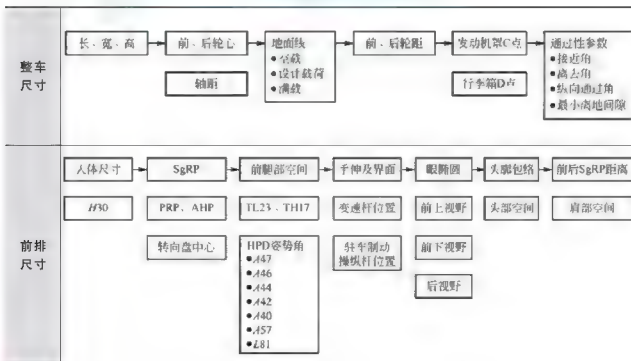 整车
尺寸
长、宽、高
前、后轮心
轴距
地面线
●空载
●设计载荷
●满载
前、后轮距
发动机罩C点
行李箱D点
通过性参数
●接近角
●离去角
●纵向通过角
●最小离地间隙
前排
尺寸
人体尺寸
H30
SgRP
PRP、AHP
转向盘中心
前腿部空间
TL23、TH17
HPD姿势角
●A47
●A46
●A44
●A42
●A40
●A57
●L81
手伸及界面
变速杆位置
驻车制动
操纵杆位置
眼椭圆
前上视野
前下视野
后视野
头廓包络
头部空间
前后SgRP距离
肩部空间